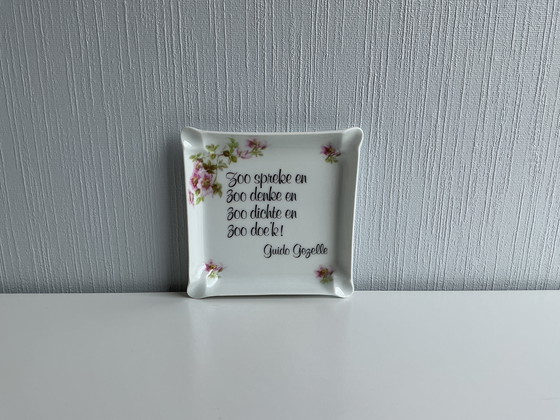 Zoo spreke en
Zoo denke en
Zoo dichte en
Zoo doe'k!
Guido Gezelle